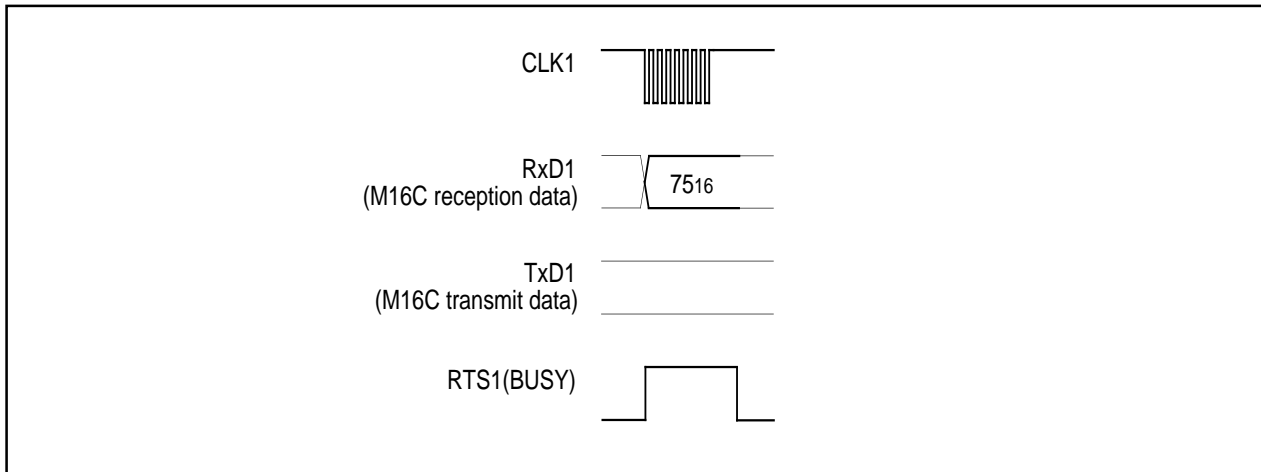 CLK1
RxD1
(M16C reception data)
7516
TxD1
(M16C transmit data)
RTS1(BUSY)